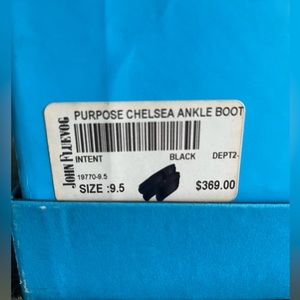 JOHN FLUEVOG
PURPOSE CHELSEA ANKLE BOOT
INTENT BLACK DEPT2-
19770-9.5
SIZE :9.5 $369.00